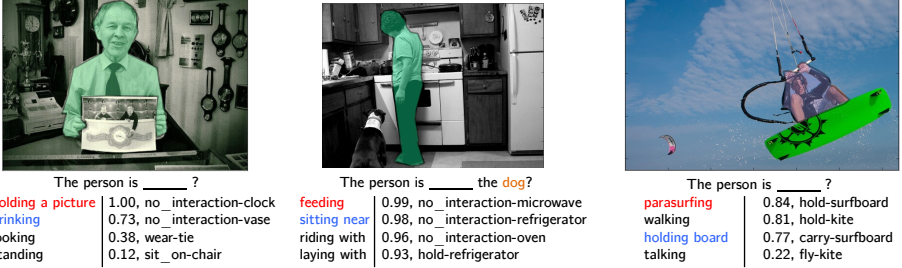 The person is _____ ?
olding a picture 1.00, no_interaction-clock
rinking 0.73, no_interaction-vase
ooking 0.38, wear-tie
tanding 0.12, sit_on-chair
The person is _____ the dog?
feeding 0.99, no_interaction-microwave
sitting near 0.98, no_interaction-refrigerator
riding with 0.96, no_interaction-oven
laying with 0.93, hold-refrigerator
The person is _____ ?
parasurfing 0.84, hold-surfboard
walking 0.81, hold-kite
holding board 0.77, carry-surfboard
talking 0.22, fly-kite